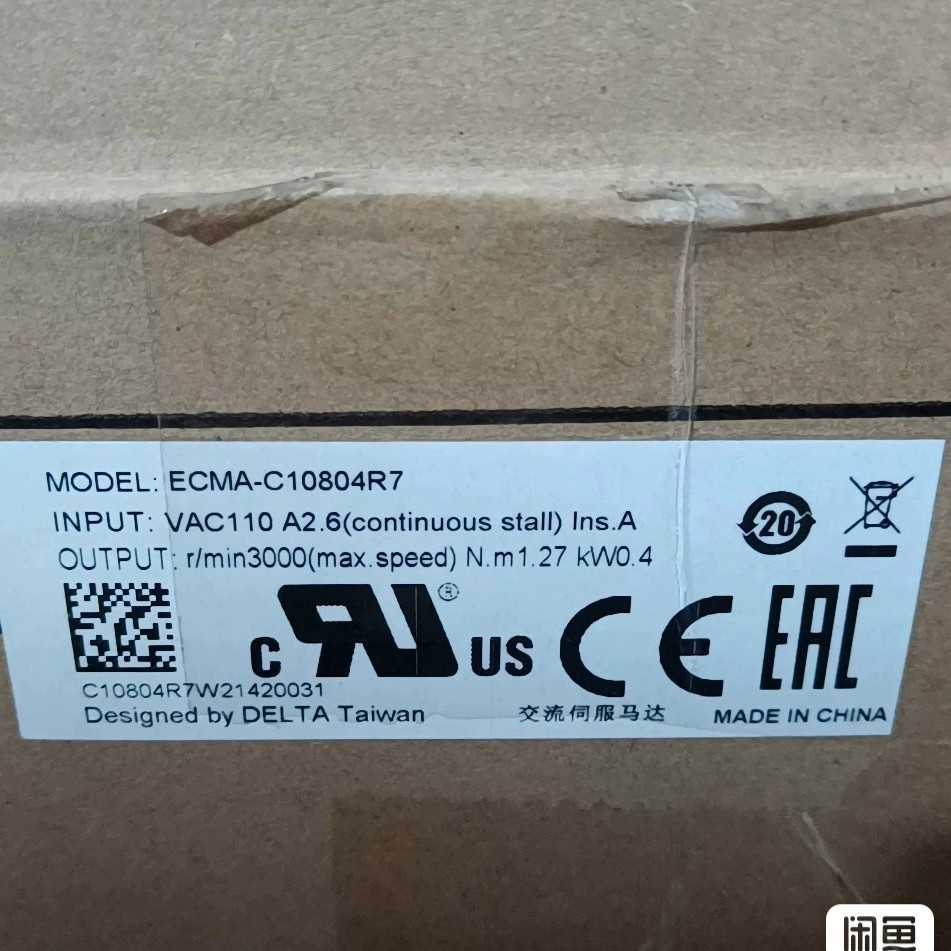 MODEL: ECMA-C10804R7
INPUT: VAC110 A2.6(continuous stall) Ins.A
OUTPUT: r/min3000(max.speed) N.m1.27 kW0.4
20
c RU ® US CE EAC
C10804R7W21420031
Designed by DELTA Taiwan 交流伺服马达 MADE IN CHINA
闲鱼